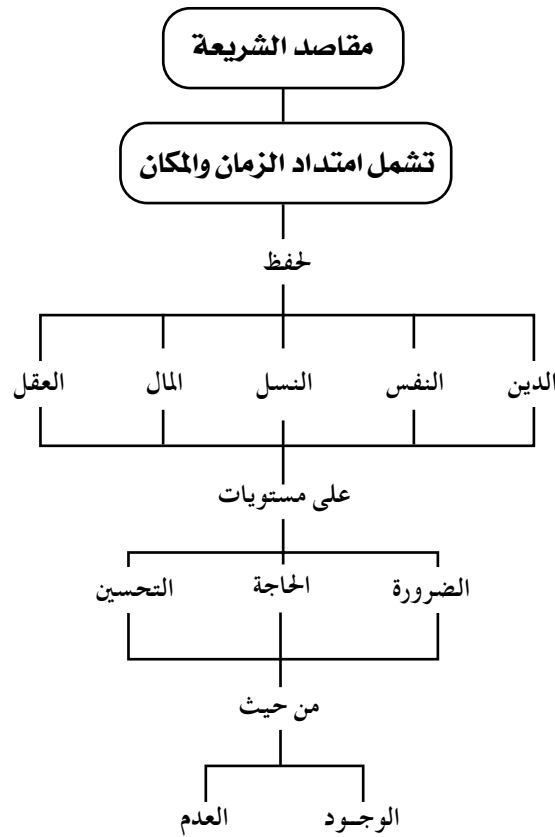 مقاصد الشريعة
تشمل امتداد الزمان والمكان
لحفظ
الدين النفس النسل المال العقل
على مستويات
الضرورة الحاجة التحسين
من حيث
الوجـود العدم